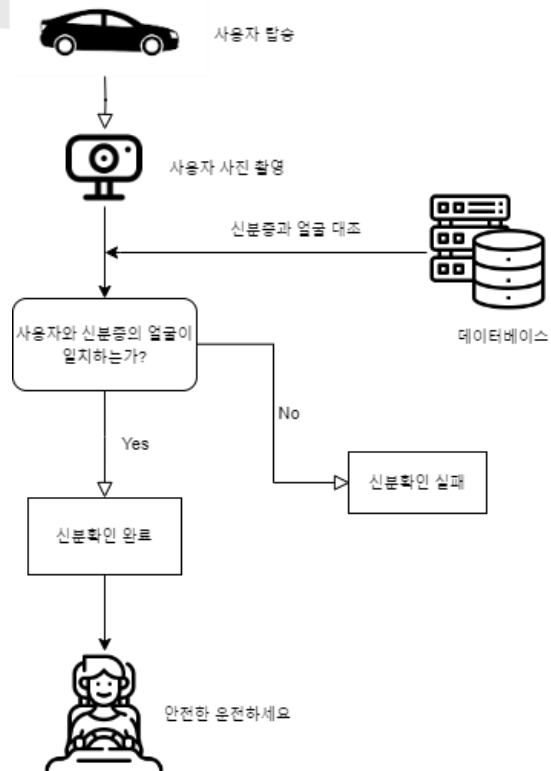 사용자 탑승
사용자 사진 촬영
신분증과 얼굴 대조
데이터베이스
사용자와 신분증의 얼굴이
일치하는가?
No
Yes
신분확인 실패
신분확인 완료
안전한 운전하세요